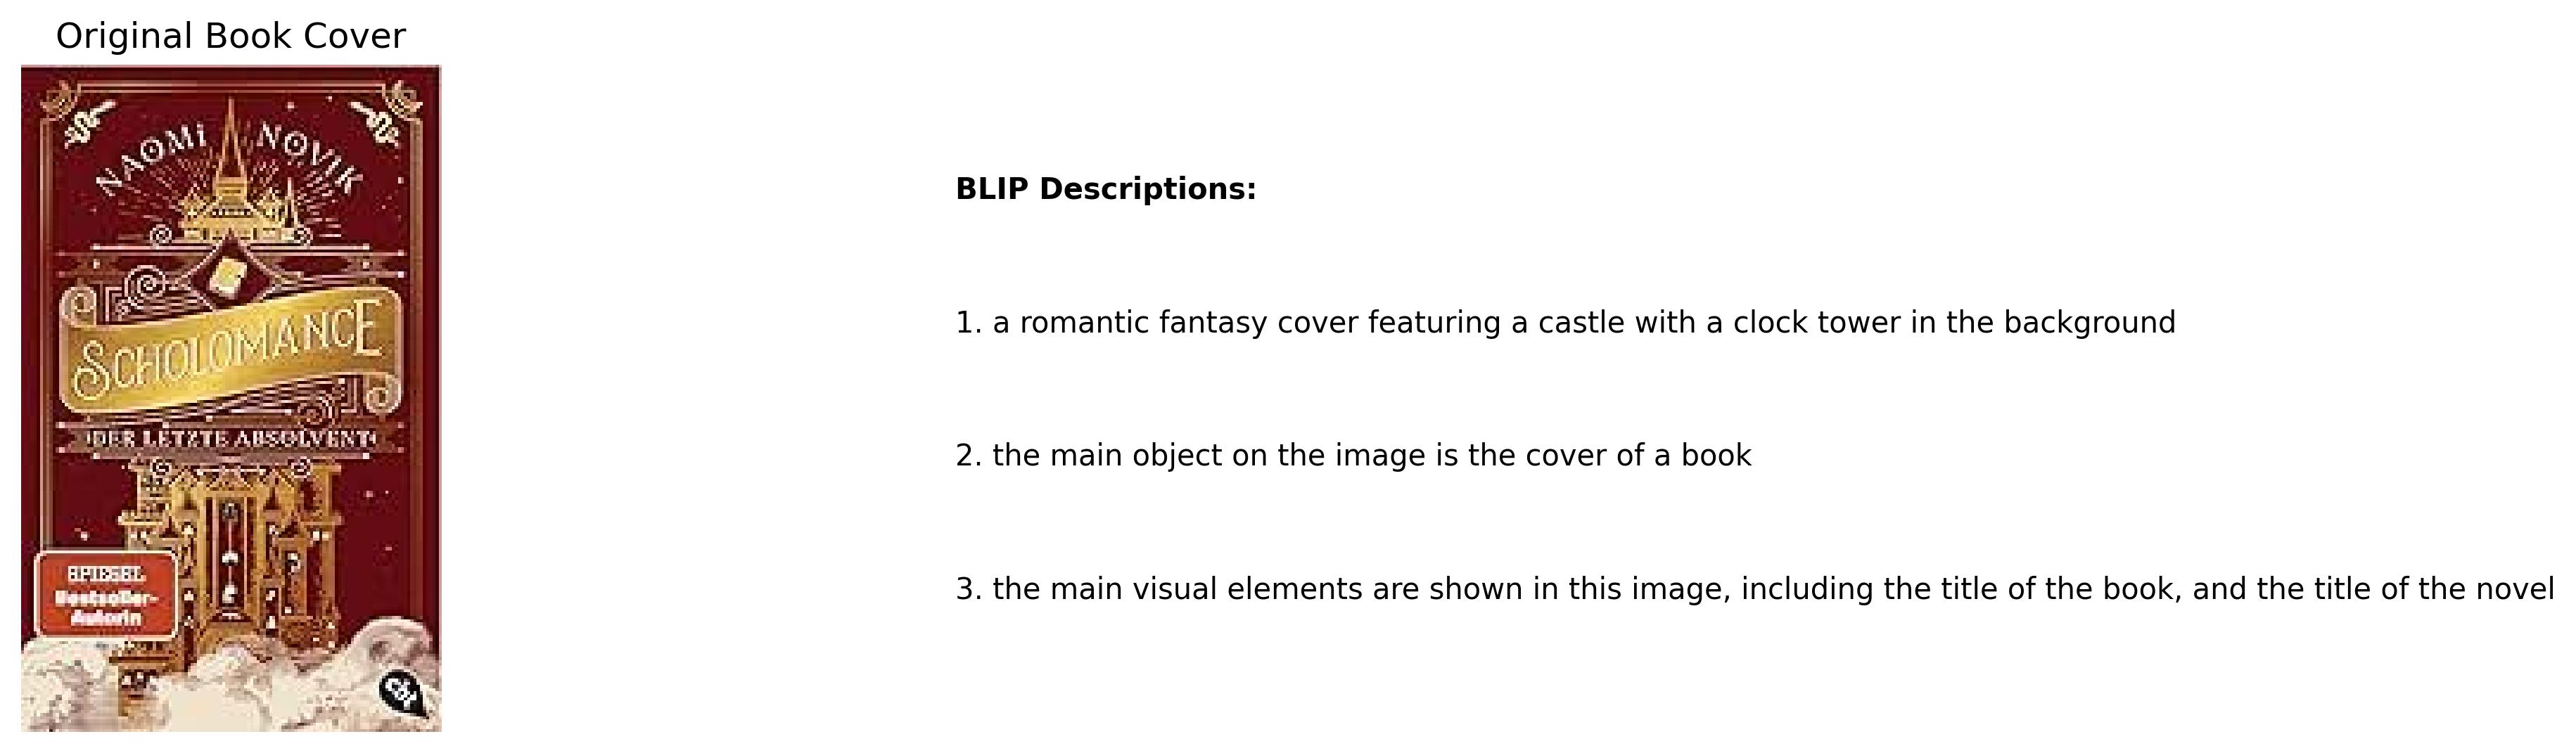 Original Book Cover
NAOMi NOViK
SCHOLOMANCE
DER LETZTE ABSOLVENT
SPIEGEL
Bestseller-
Autorin
BLIP Descriptions:
1. a romantic fantasy cover featuring a castle with a clock tower in the background
2. the main object on the image is the cover of a book
3. the main visual elements are shown in this image, including the title of the book, and the title of the novel